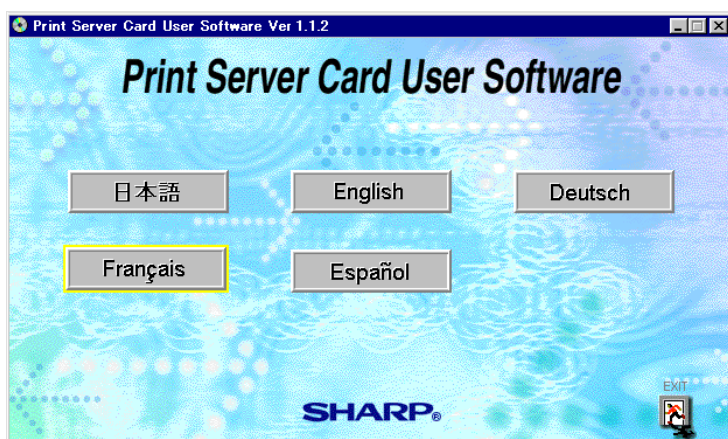 Print Server Card User Software Ver 1.1.2
Print Server Card User Software
日本語
English
Deutsch
Français
Español
EXIT
SHARP®